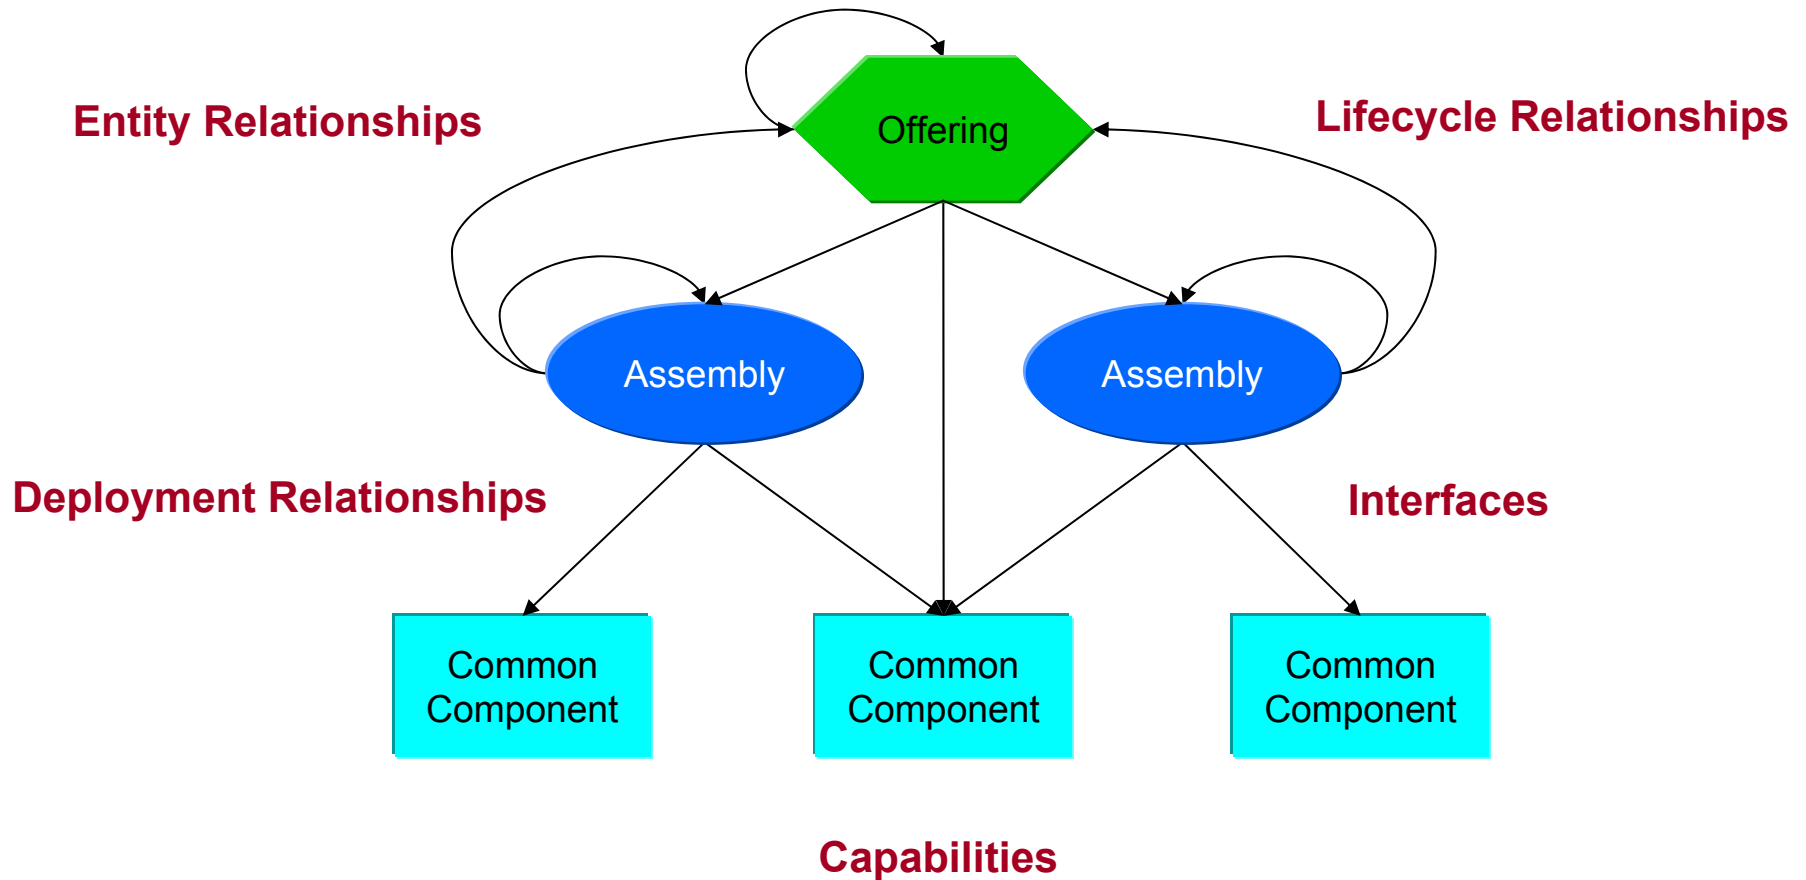 Entity Relationships
Offering
Lifecycle Relationships
Assembly
Assembly
Deployment Relationships
Interfaces
Common
Component
Common
Component
Common
Component
Capabilities